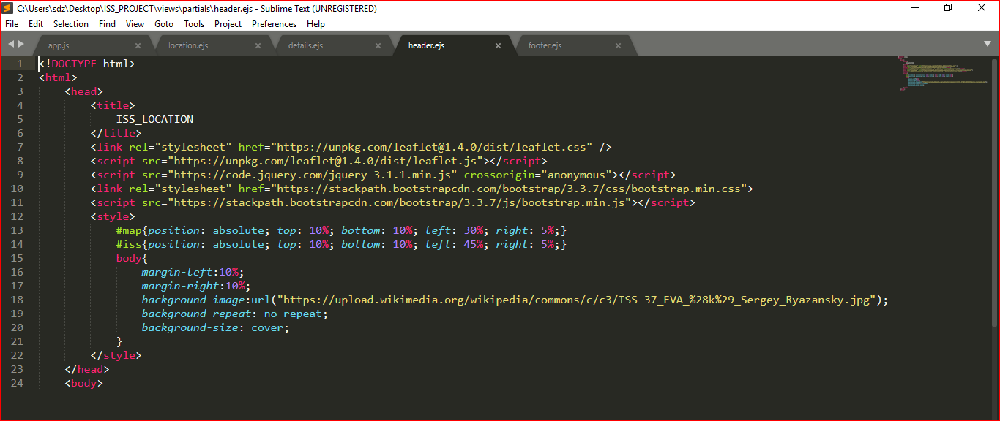 C:\Users\sdz\Desktop\ISS_PROJECT\views\partials\header.ejs - Sublime Text (UNREGISTERED)
File Edit Selection Find View Goto Tools Project Preferences Help
app.js location.ejs details.ejs header.ejs footer.ejs
1 <!DOCTYPE html>
2 <html>
3     <head>
4         <title>
5             ISS_LOCATION
6         </title>
7         <link rel="stylesheet" href="https://unpkg.com/leaflet@1.4.0/dist/leaflet.css" />
8         <script src="https://unpkg.com/leaflet@1.4.0/dist/leaflet.js"></script>
9         <script src="https://code.jquery.com/jquery-3.1.1.min.js" crossorigin="anonymous"></script>
10         <link rel="stylesheet" href="https://stackpath.bootstrapcdn.com/bootstrap/3.3.7/css/bootstrap.min.css">
11         <script src="https://stackpath.bootstrapcdn.com/bootstrap/3.3.7/js/bootstrap.min.js"></script>
12         <style>
13             #map{position: absolute; top: 10%; bottom: 10%; left: 30%; right: 5%;}
14             #iss{position: absolute; top: 10%; bottom: 10%; left: 45%; right: 5%;}
15             body{
16                 margin-left:10%;
17                 margin-right:10%;
18                 background-image:url("https://upload.wikimedia.org/wikipedia/commons/c/c3/ISS-37_EVA_%28k%29_Sergey_Ryazansky.jpg");
19                 background-repeat: no-repeat;
20                 background-size: cover;
21             }
22         </style>
23     </head>
24     <body>